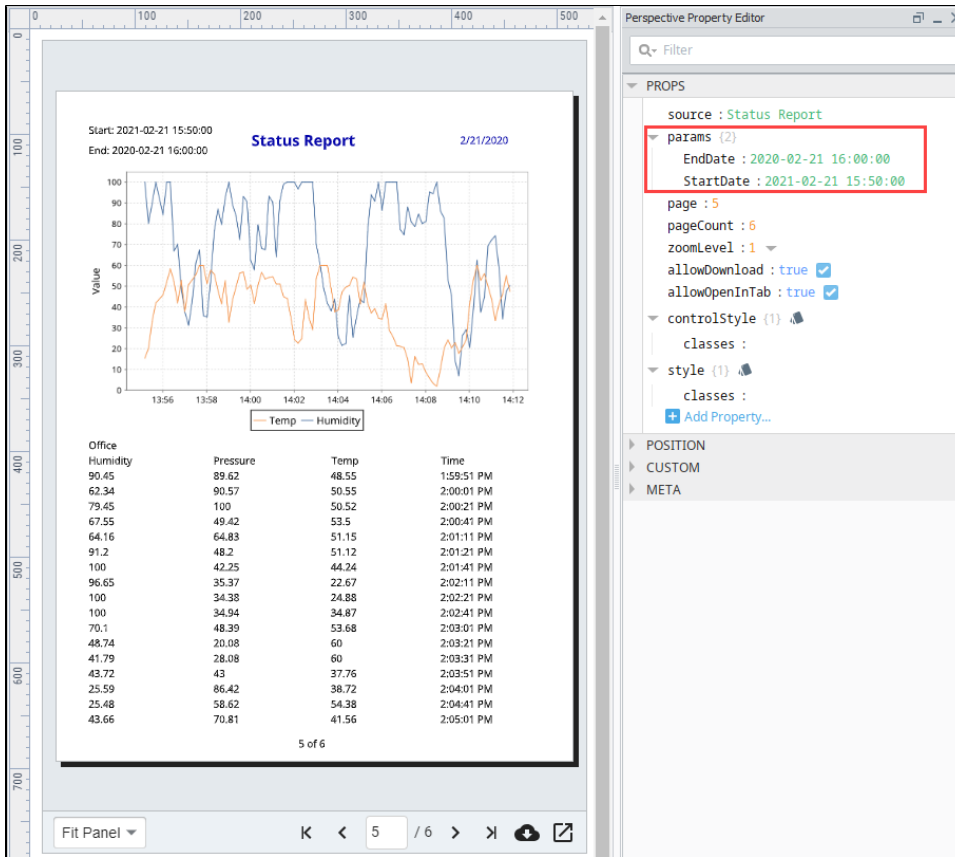 0 100 200 300 400 500
0
100
200
300
400
500
600
700
Start: 2021-02-21 15:50:00
End: 2020-02-21 16:00:00
Status Report
2/21/2020
100
90
80
70
60
50
40
30
20
10
0
Value
13:56 13:58 14:00 14:02 14:04 14:06 14:08 14:10 14:12
Temp Humidity
Office
Humidity Pressure Temp Time
90.45 89.62 48.55 1:59:51 PM
62.34 90.57 50.55 2:00:01 PM
79.45 100 50.52 2:00:21 PM
67.55 49.42 53.5 2:00:41 PM
64.16 64.83 51.15 2:01:11 PM
91.2 48.2 51.12 2:01:21 PM
100 42.25 44.24 2:01:41 PM
96.65 35.37 22.67 2:02:11 PM
100 34.38 24.88 2:02:21 PM
100 34.94 34.87 2:02:41 PM
70.1 48.39 53.68 2:03:01 PM
48.74 20.08 60 2:03:21 PM
41.79 28.08 60 2:03:31 PM
43.72 43 37.76 2:03:51 PM
25.59 86.42 38.72 2:04:01 PM
25.48 58.62 54.38 2:04:41 PM
43.66 70.81 41.56 2:05:01 PM
5 of 6
Fit Panel 5 / 6
Perspective Property Editor
Filter
PROPS
source : Status Report
params {2}
EndDate : 2020-02-21 16:00:00
StartDate : 2021-02-21 15:50:00
page : 5
pageCount : 6
zoomLevel : 1
allowDownload : true
allowOpenInTab : true
controlStyle {1}
classes :
style {1}
classes :
Add Property...
POSITION
CUSTOM
META